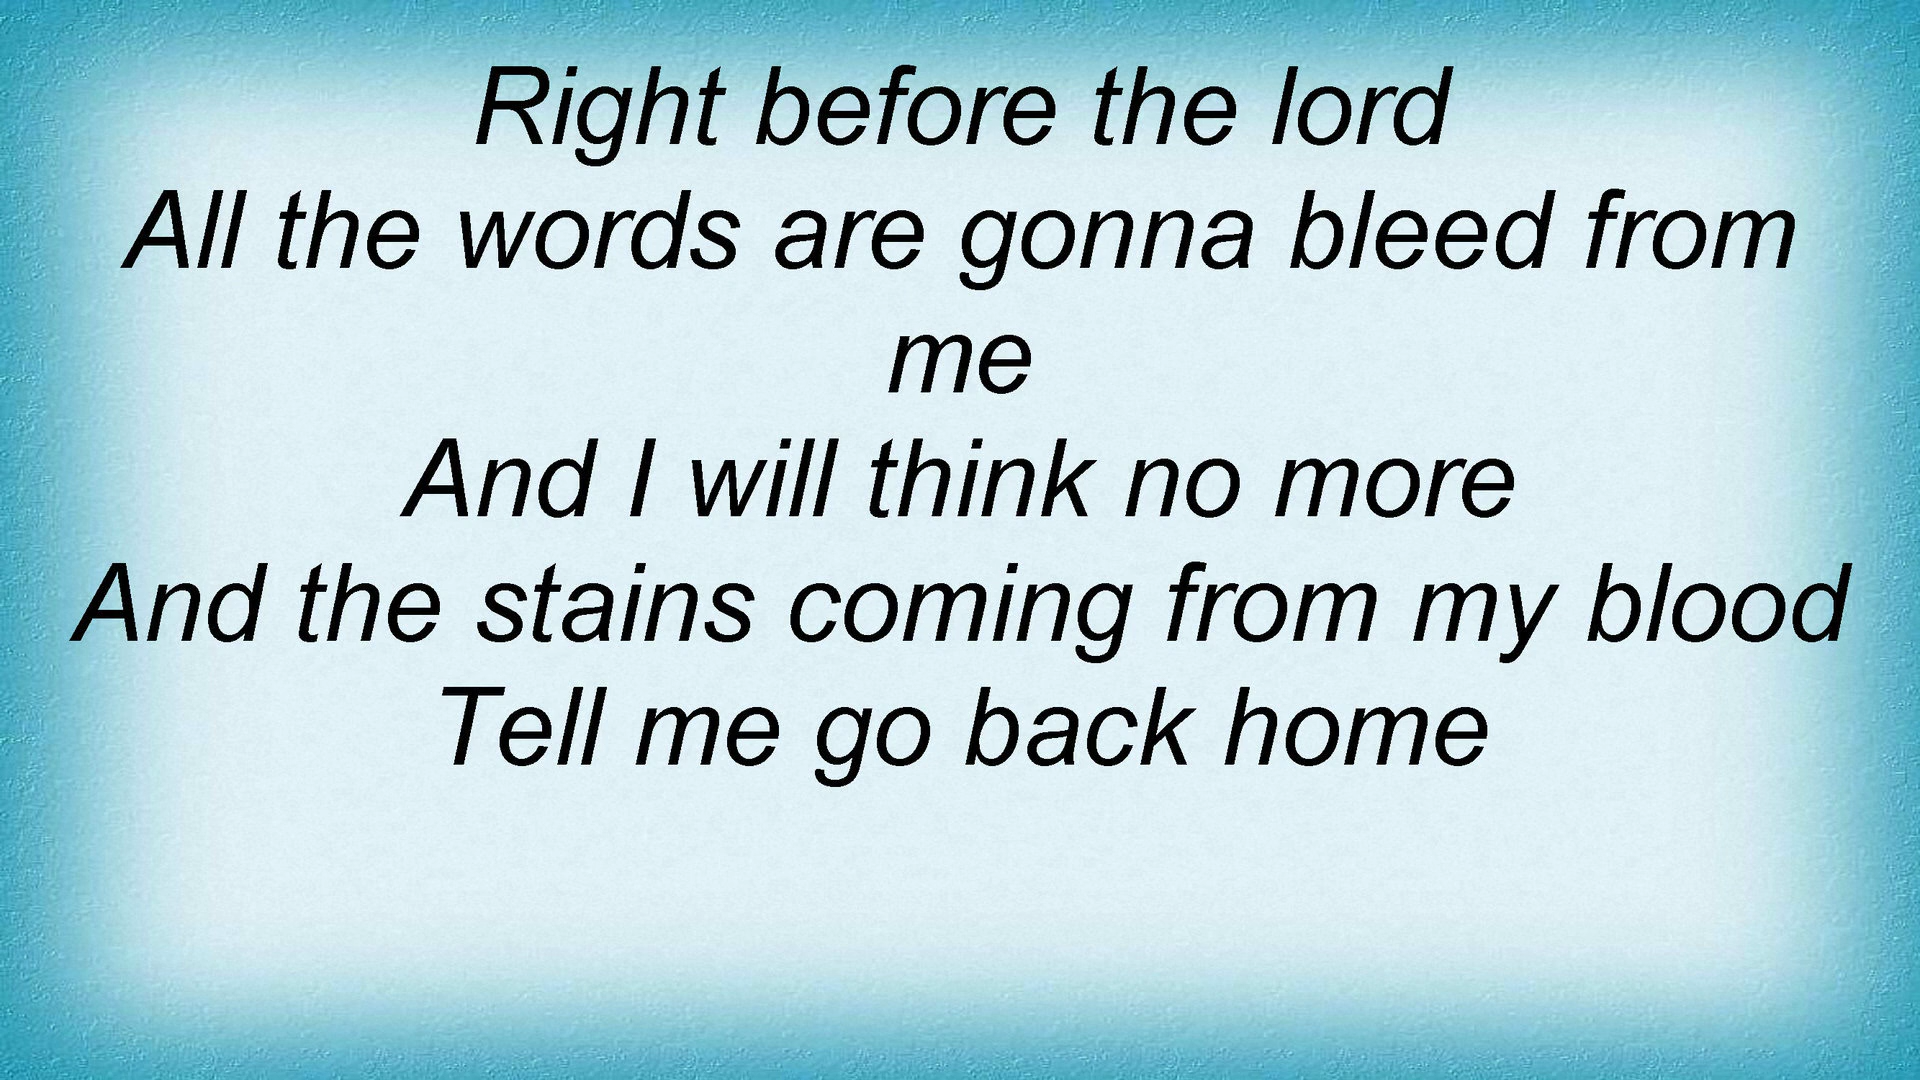 Right before the lord
All the words are gonna bleed from
me
And I will think no more
And the stains coming from my blood
Tell me go back home